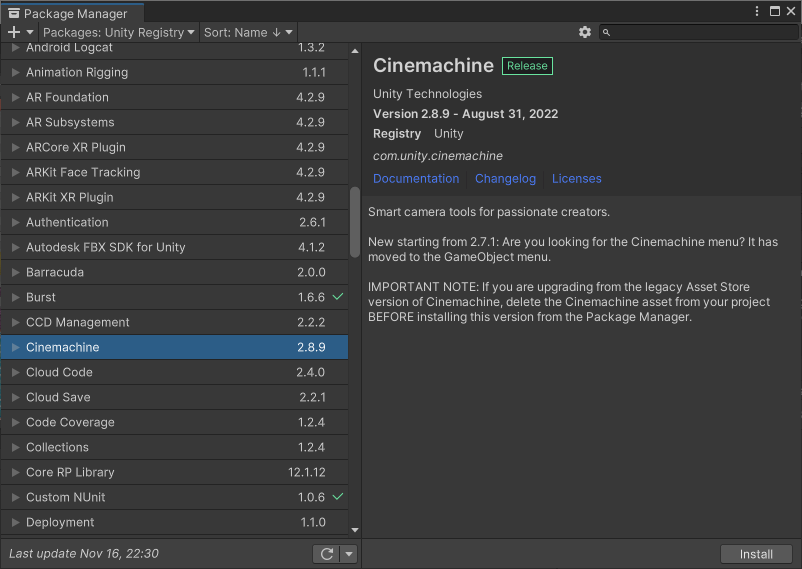 Package Manager
Packages: Unity Registry
Sort: Name ↓
Android Logcat 1.3.2
Animation Rigging 1.1.1
AR Foundation 4.2.9
AR Subsystems 4.2.9
ARCore XR Plugin 4.2.9
ARKit Face Tracking 4.2.9
ARKit XR Plugin 4.2.9
Authentication 2.6.1
Autodesk FBX SDK for Unity 4.1.2
Barracuda 2.0.0
Burst 1.6.6
CCD Management 2.2.2
Cinemachine 2.8.9
Cloud Code 2.4.0
Cloud Save 2.2.1
Code Coverage 1.2.4
Collections 1.2.4
Core RP Library 12.1.12
Custom NUnit 1.0.6
Deployment 1.1.0
Last update Nov 16, 22:30
Cinemachine Release
Unity Technologies
Version 2.8.9 - August 31, 2022
Registry Unity
com.unity.cinemachine
Documentation Changelog Licenses
Smart camera tools for passionate creators.
New starting from 2.7.1: Are you looking for the Cinemachine menu? It has
moved to the GameObject menu.
IMPORTANT NOTE: If you are upgrading from the legacy Asset Store
version of Cinemachine, delete the Cinemachine asset from your project
BEFORE installing this version from the Package Manager.
Install